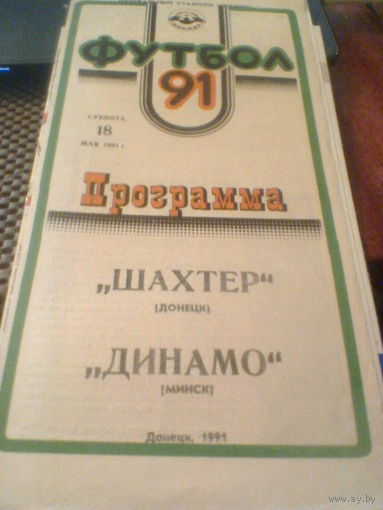 ФУТБОЛ
91
СУББОТА,
18
МАЯ 1991 г.
Программа
„ШАХТЕР“
(ДОНЕЦК)
„ДИНАМО“
(МИНСК)
Донецк, 1991
www.ay.by